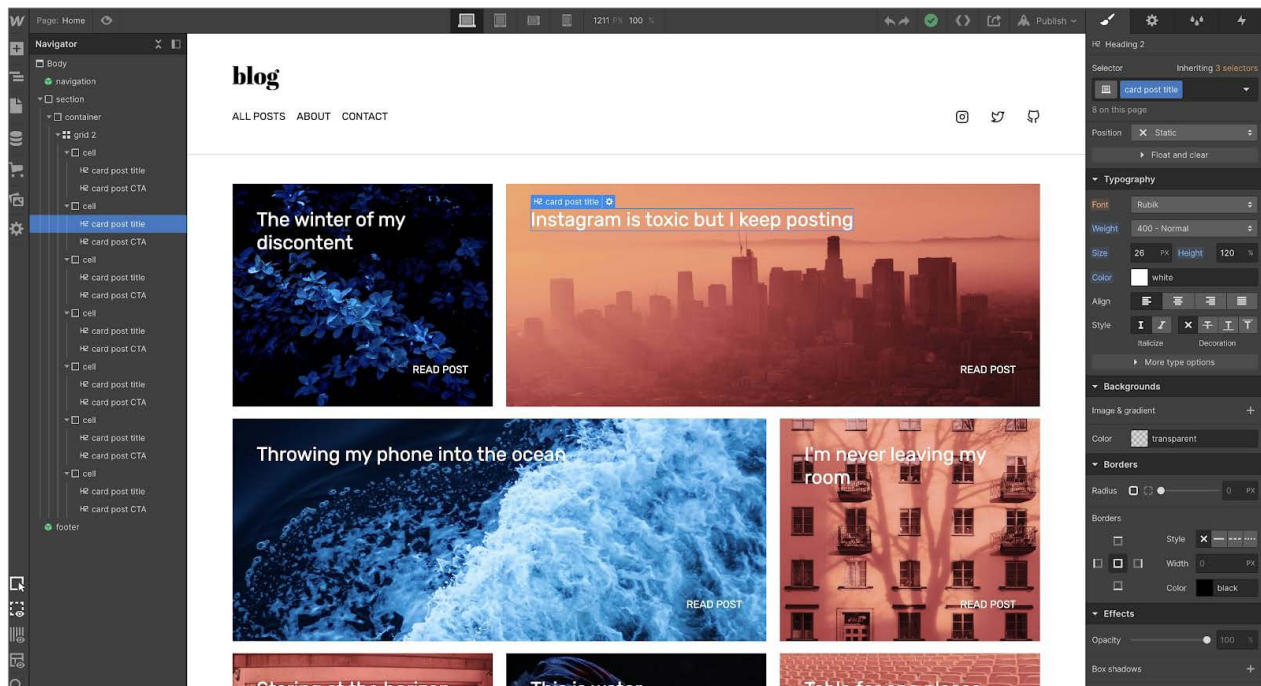 W Page: Home 1211 PX 100 % Publish
Navigator
Body
navigation
section
container
grid 2
cell
H2 card post title
H2 card post CTA
cell
H2 card post title
H2 card post CTA
cell
H2 card post title
H2 card post CTA
cell
H2 card post title
H2 card post CTA
cell
H2 card post title
H2 card post CTA
cell
H2 card post title
H2 card post CTA
cell
H2 card post title
H2 card post CTA
footer
blog
ALL POSTS ABOUT CONTACT
The winter of my
discontent
READ POST
H2 card post title
Instagram is toxic but I keep posting
READ POST
Throwing my phone into the ocean
READ POST
I'm never leaving my
room
READ POST
Staring at the horizon
This is water
H2 Heading 2
Selector Inheriting 3 selectors
card post title
8 on this page
Position Static
Float and clear
Typography
Font Rubik
Weight 400 - Normal
Size 26 PX Height 120 %
Color white
Align
Style
Italicize Decoration
More type options
Backgrounds
Image & gradient
Color transparent
Borders
Radius 0 PX
Borders
Style
Width 0 PX
Color black
Effects
Opacity 100 %
Box shadows